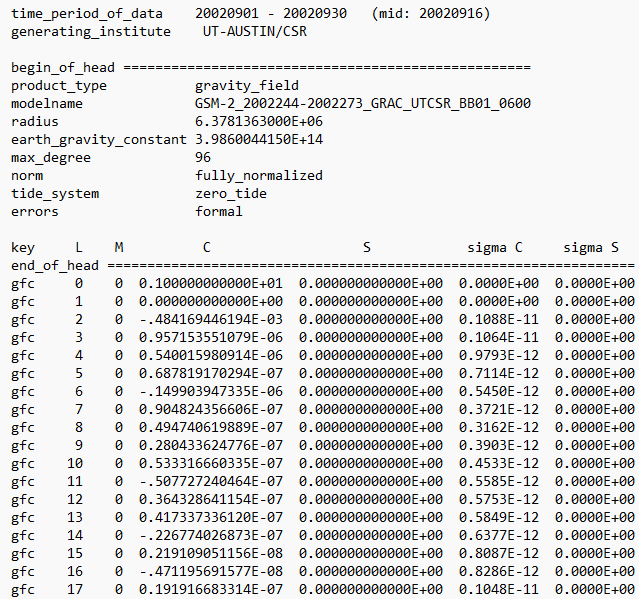 time_period_of_data    20020901 - 20020930   (mid: 20020916)
generating_institute    UT-AUSTIN/CSR
begin_of_head ===================================================
product_type           gravity_field
modelname              GSM-2_2002244-2002273_GRAC_UTCSR_BB01_0600
radius                 6.3781363000E+06
earth_gravity_constant 3.9860044150E+14
max_degree             96
norm                   fully_normalized
tide_system            zero_tide
errors                 formal
key     L    M          C                   S            sigma C     sigma S
end_of_head ==================================================================
gfc     0    0  0.100000000000E+01  0.000000000000E+00  0.0000E+00  0.0000E+00
gfc     1    0  0.000000000000E+00  0.000000000000E+00  0.0000E+00  0.0000E+00
gfc     2    0  -.484169446194E-03  0.000000000000E+00  0.1088E-11  0.0000E+00
gfc     3    0  0.957153551079E-06  0.000000000000E+00  0.1064E-11  0.0000E+00
gfc     4    0  0.540015980914E-06  0.000000000000E+00  0.9793E-12  0.0000E+00
gfc     5    0  0.687819170294E-07  0.000000000000E+00  0.7114E-12  0.0000E+00
gfc     6    0  -.149903947335E-06  0.000000000000E+00  0.5450E-12  0.0000E+00
gfc     7    0  0.904824356606E-07  0.000000000000E+00  0.3721E-12  0.0000E+00
gfc     8    0  0.494740619889E-07  0.000000000000E+00  0.3162E-12  0.0000E+00
gfc     9    0  0.280433624776E-07  0.000000000000E+00  0.3903E-12  0.0000E+00
gfc    10    0  0.533316660335E-07  0.000000000000E+00  0.4533E-12  0.0000E+00
gfc    11    0  -.507727240464E-07  0.000000000000E+00  0.5585E-12  0.0000E+00
gfc    12    0  0.364328641154E-07  0.000000000000E+00  0.5753E-12  0.0000E+00
gfc    13    0  0.417337336120E-07  0.000000000000E+00  0.5849E-12  0.0000E+00
gfc    14    0  -.226774026873E-07  0.000000000000E+00  0.6377E-12  0.0000E+00
gfc    15    0  0.219109051156E-08  0.000000000000E+00  0.8087E-12  0.0000E+00
gfc    16    0  -.471195691577E-08  0.000000000000E+00  0.8286E-12  0.0000E+00
gfc    17    0  0.191916683314E-07  0.000000000000E+00  0.1048E-11  0.0000E+00